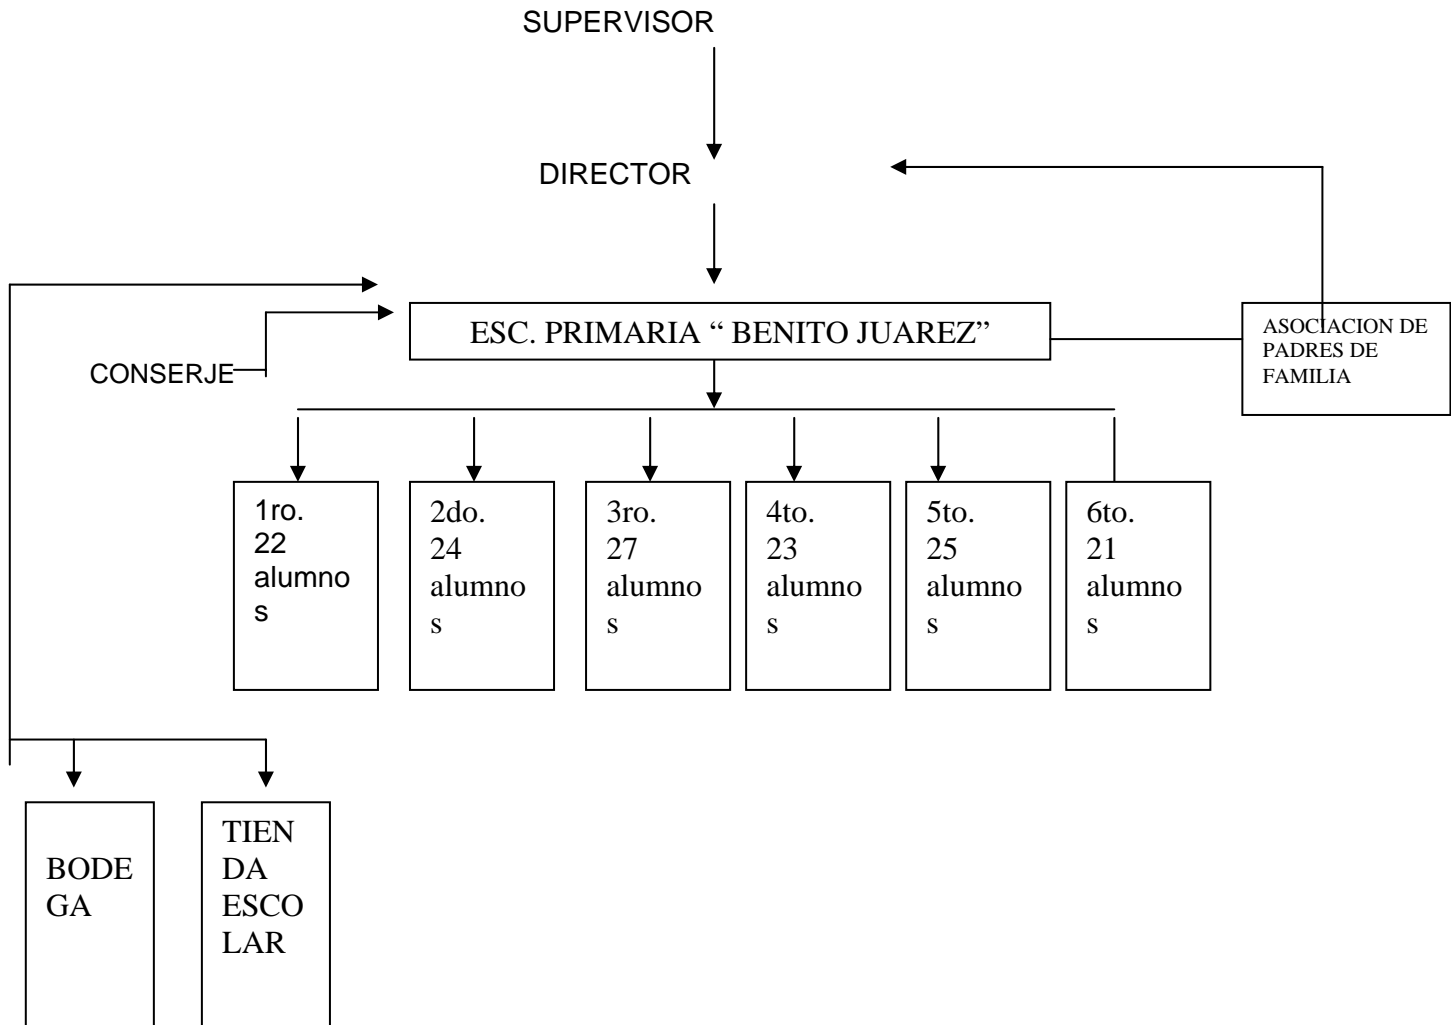 SUPERVISOR
DIRECTOR
ESC. PRIMARIA “ BENITO JUAREZ”
ASOCIACION DE
PADRES DE
FAMILIA
CONSERJE
1ro.
22
alumno
s
2do.
24
alumno
s
3ro.
27
alumno
s
4to.
23
alumno
s
5to.
25
alumno
s
6to.
21
alumno
s
BODE
GA
TIEN
DA
ESCO
LAR